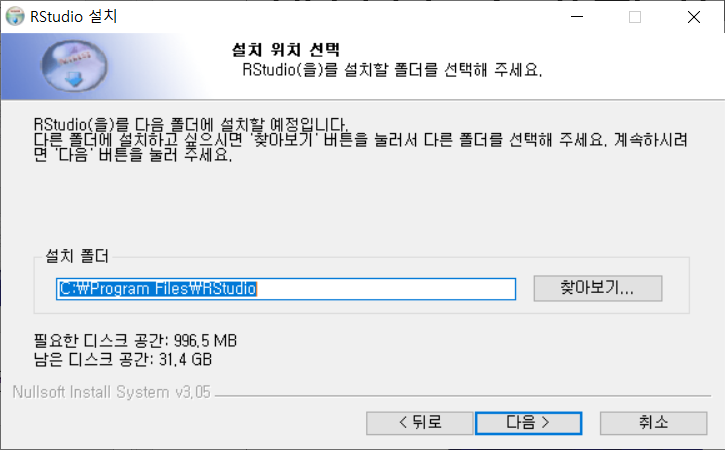 RStudio 설치
설치 위치 선택
RStudio(을)를 설치할 폴더를 선택해 주세요.
RStudio(을)를 다음 폴더에 설치할 예정입니다.
다른 폴더에 설치하고 싶으시면 '찾아보기' 버튼을 눌러서 다른 폴더를 선택해 주세요. 계속하시려
면 '다음' 버튼을 눌러 주세요.
설치 폴더
C:₩Program Files₩RStudio
찾아보기...
필요한 디스크 공간: 996.5 MB
남은 디스크 공간: 31.4 GB
Nullsoft Install System v3.05
< 뒤로
다음 >
취소